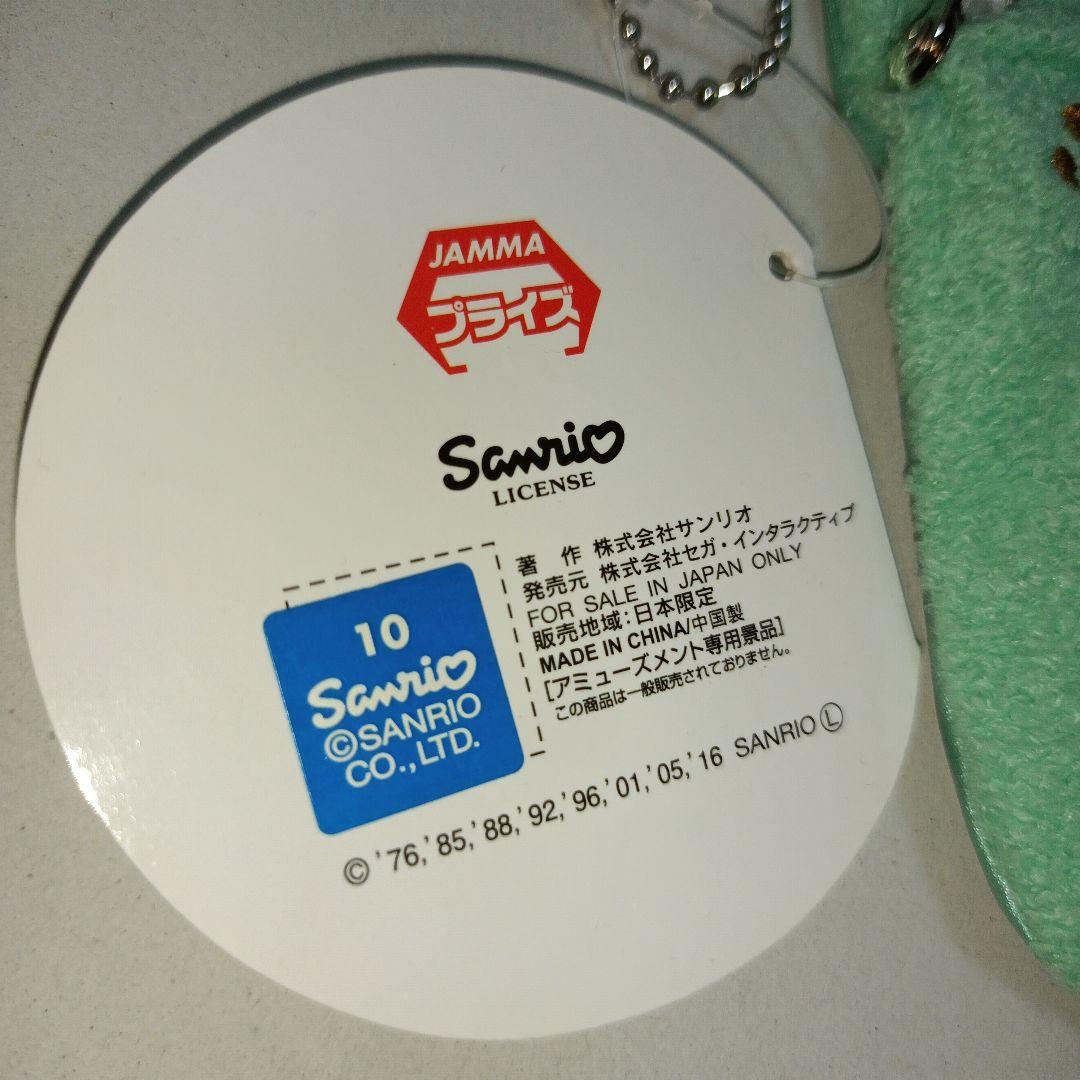 JAMMA
プライズ
Sanrio
LICENSE
著 作 株式会社サンリオ
発売元 株式会社セガ・インタラクティブ
FOR SALE IN JAPAN ONLY
販売地域:日本限定
MADE IN CHINA/中国製
[アミューズメント専用景品]
この商品は一般販売されておりません。
10
Sanrio
©SANRIO
CO.,LTD.
©'76,'85,'88,'92,'96,'01,'05,'16 SANRIO Ⓛ